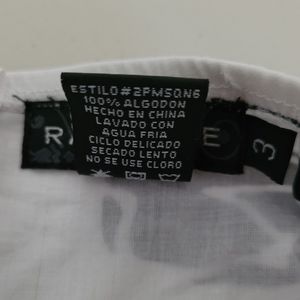 ESTILO#2PMSQN6
100% ALGODON
HECHO EN CHINA
LAVADO CON
AGUA FRIA
CICLO DELICADO
SECADO LENTO
NO SE USE CLORO
3